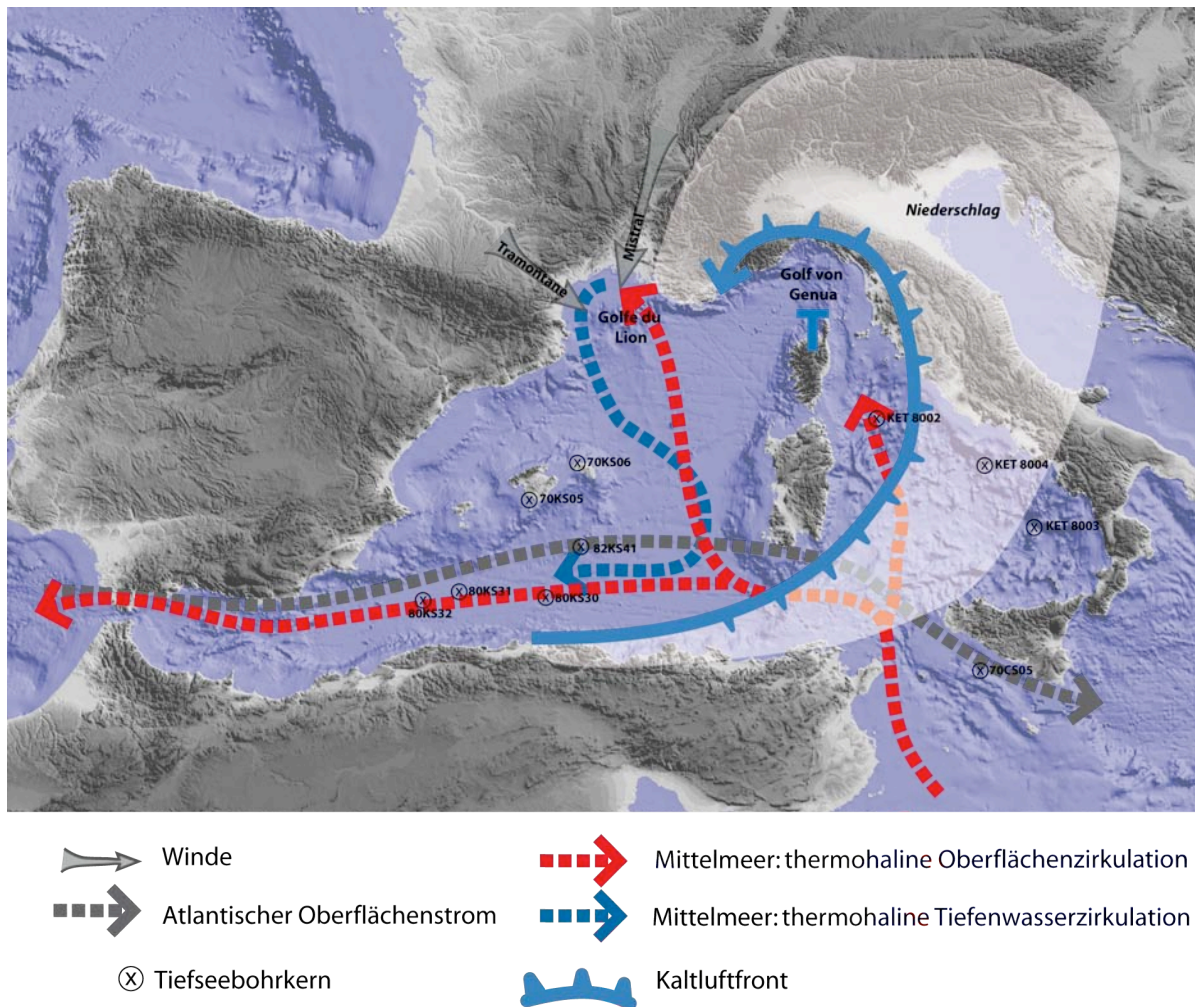 Niederschlag
Mistral
Tramontane
Golf von
Genua
T
Golfe du
Lion
KET 8002
70KS06
KET 8004
70KS05
KET 8003
82KS41
80KS31
80KS30
80KS32
70CS05
Winde
Mittelmeer: thermohaline Oberflächenzirkulation
Atlantischer Oberflächenstrom
Mittelmeer: thermohaline Tiefenwasserzirkulation
Tiefseebohrkern
Kaltluftfront